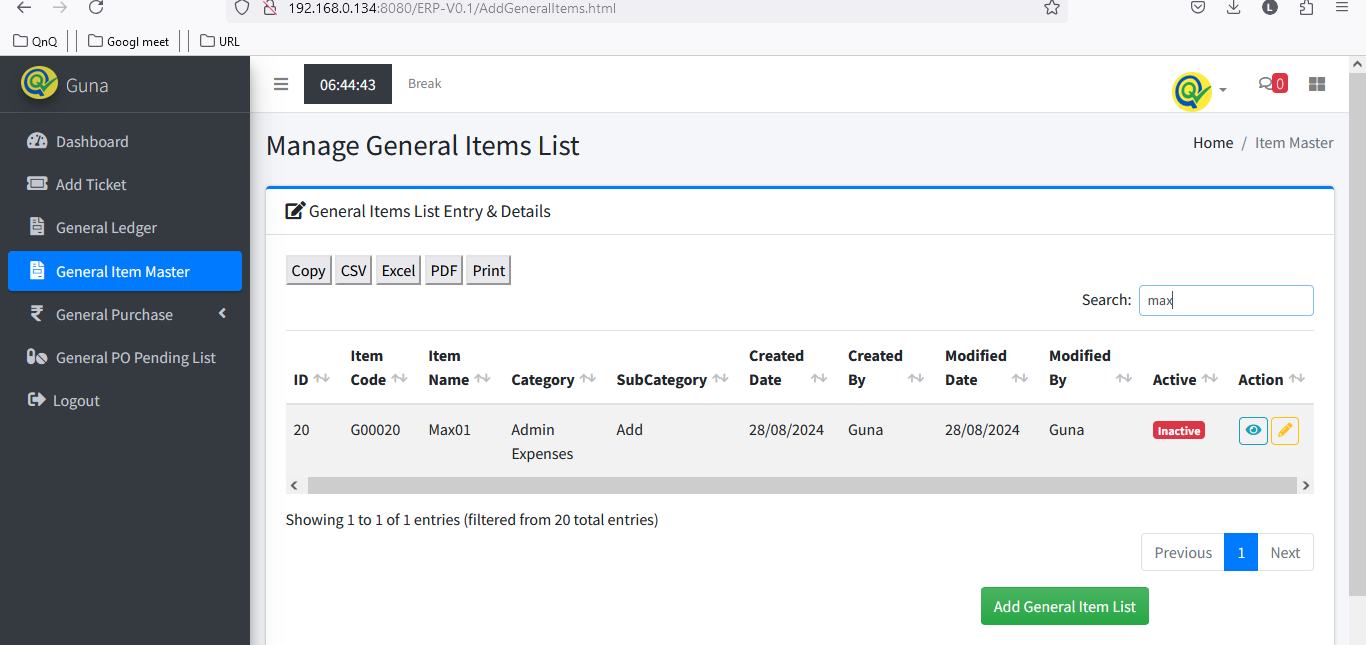 192.168.0.134:8080/ERP-V0.1/AddGeneralItems.html
L
QnQ Googl meet URL
Guna 06:44:43 Break 0
Dashboard
Add Ticket
General Ledger
General Item Master
General Purchase
General PO Pending List
Logout
Manage General Items List Home / Item Master
General Items List Entry & Details
Copy CSV Excel PDF Print
Search: max
ID Item Code Item Name Category SubCategory Created Date Created By Modified Date Modified By Active Action
20 G00020 Max01 Admin Expenses Add 28/08/2024 Guna 28/08/2024 Guna Inactive
Showing 1 to 1 of 1 entries (filtered from 20 total entries)
Previous 1 Next
Add General Item List